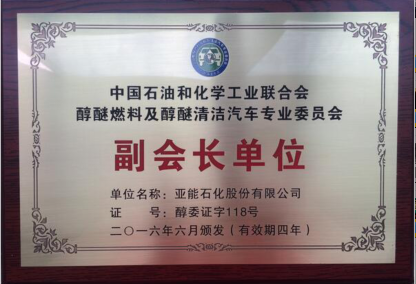 中国石油和化学工业联合会
醇醚燃料及醇醚清洁汽车专业委员会
副会长单位
单位名称：亚能石化股份有限公司
证　　号：醇委证字118号
二〇一六年六月颁发（有效期四年）